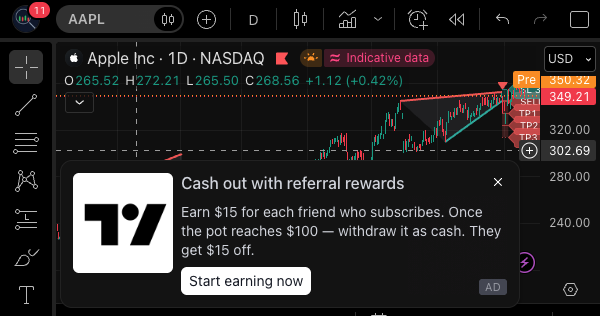 11
AAPL
D
Apple Inc · 1D · NASDAQ
Indicative data
USD
O265.52 H272.21 L265.50 C268.56 +1.12 (+0.42%)
Pre 350.32
349.21
SELL
TP1
TP2
TP3
320.00
302.69
280.00
240.00
Cash out with referral rewards
Earn $15 for each friend who subscribes. Once
the pot reaches $100 — withdraw it as cash. They
get $15 off.
Start earning now
AD